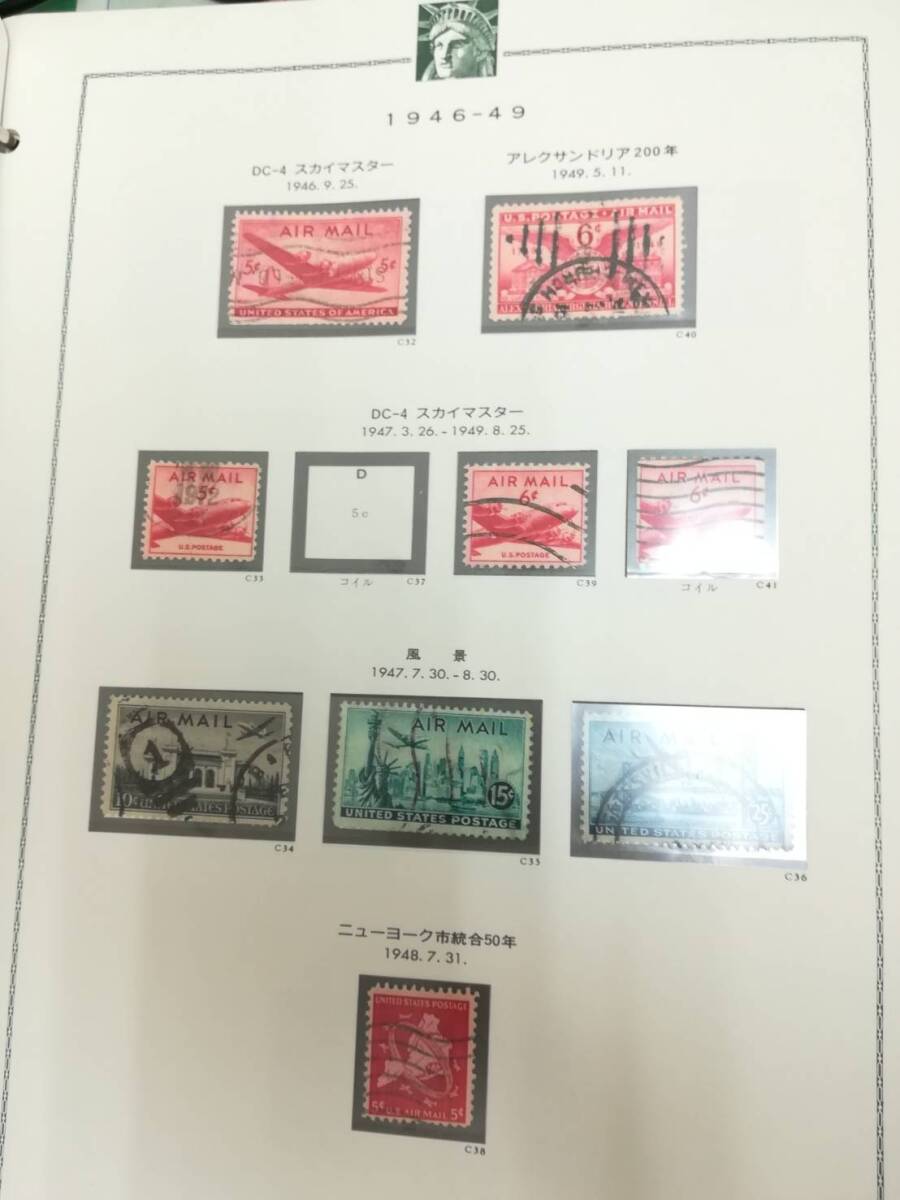 1946-49
DC-4 スカイマスター
1946. 9. 25.
アレクサンドリア200年
1949. 5. 11.
AIR MAIL
5¢ 5¢
UNITED STATES OF AMERICA
C32
U.S. POSTAGE AIR MAIL
6¢
C40
DC-4 スカイマスター
1947. 3. 26. - 1949. 8. 25.
AIR MAIL
5¢
U.S. POSTAGE
C33
D
5c
コイル
C37
AIR MAIL
6¢
U.S. POSTAGE
C39
AIR MAIL
6¢
コイル
C41
風 景
1947. 7. 30. - 8. 30.
AIR MAIL
10¢ UNITED STATES POSTAGE
C34
AIR MAIL
15¢
UNITED STATES POSTAGE
C35
AIR MAIL
25¢
UNITED STATES POSTAGE
C36
ニューヨーク市統合50年
1948. 7. 31.
UNITED STATES POSTAGE
5¢ U.S. AIR MAIL 5¢
C38